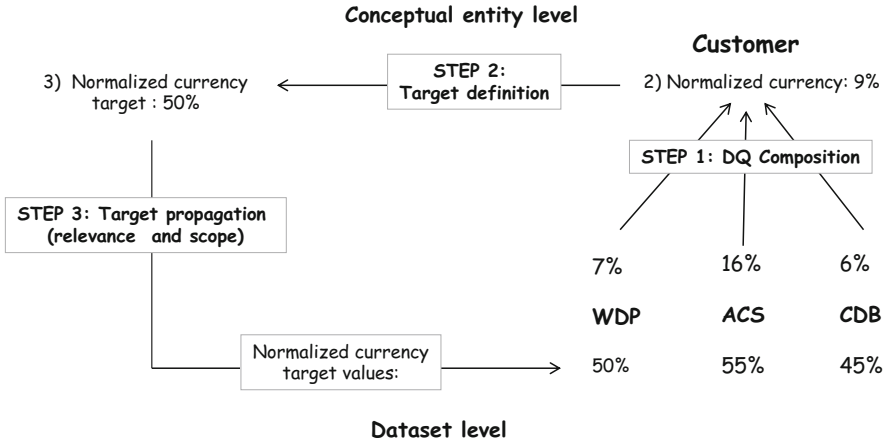 Conceptual entity level
Customer
STEP 2:
Target definition
3) Normalized currency
target : 50%
2) Normalized currency: 9%
STEP 1: DQ Composition
STEP 3: Target propagation
(relevance and scope)
7% 16% 6%
WDP ACS CDB
Normalized currency
target values:
50% 55% 45%
Dataset level